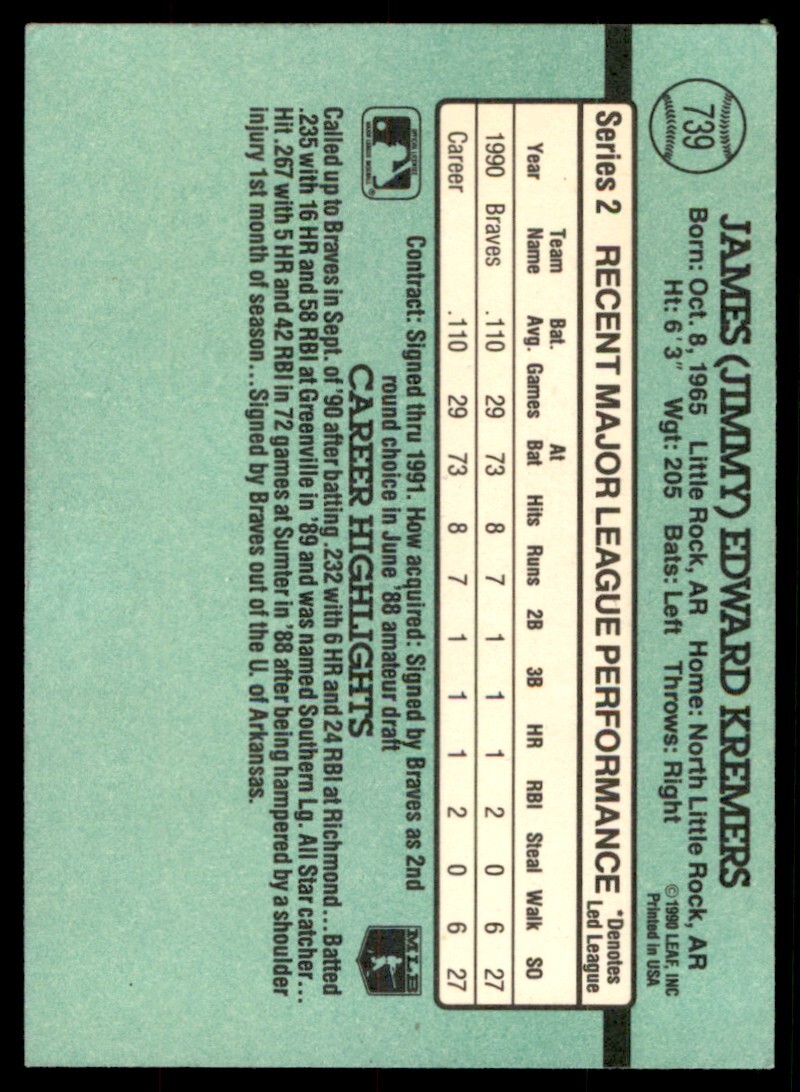 739
JAMES (JIMMY) EDWARD KREMERS
Born: Oct. 8, 1965 Little Rock, AR Home: North Little Rock, AR
Ht: 6'3" Wgt: 205 Bats: Left Throws: Right
©1990 LEAF, INC
Printed in USA
Series 2 RECENT MAJOR LEAGUE PERFORMANCE *Denotes Led League
Year Team Name Bat. Avg. Games At Bat Hits Runs 2B 3B HR RBI Steal Walk SO
1990 Braves .110 29 73 8 7 1 1 1 2 0 6 27
Career .110 29 73 8 7 1 1 1 2 0 6 27
OFFICIAL LICENSEE
MAJOR LEAGUE BASEBALL
®
Contract: Signed thru 1991. How acquired: Signed by Braves as 2nd
round choice in June '88 amateur draft
MLB
CAREER HIGHLIGHTS
Called up to Braves in Sept. of '90 after batting .232 with 6 HR and 24 RBI at Richmond... Batted
.235 with 16 HR and 58 RBI at Greenville in '89 and was named Southern Lg. All Star catcher...
Hit .267 with 5 HR and 42 RBI in 72 games at Sumter in '88 after being hampered by a shoulder
injury 1st month of season...Signed by Braves out of the U. of Arkansas.